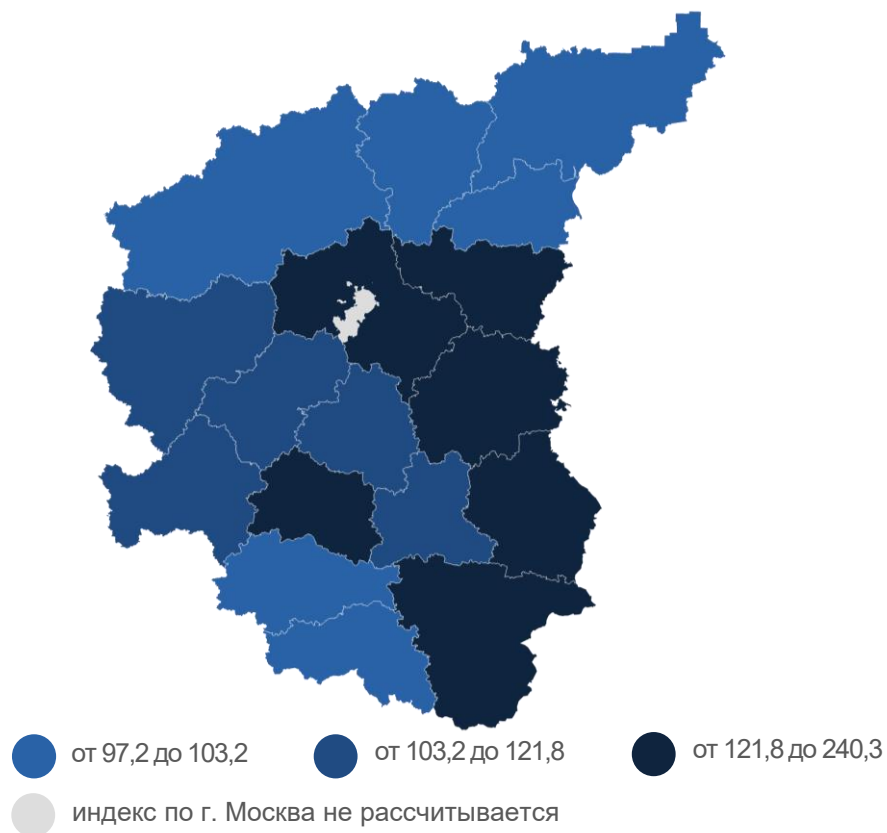 от 97,2 до 103,2
от 103,2 до 121,8
от 121,8 до 240,3
индекс по г. Москва не рассчитывается